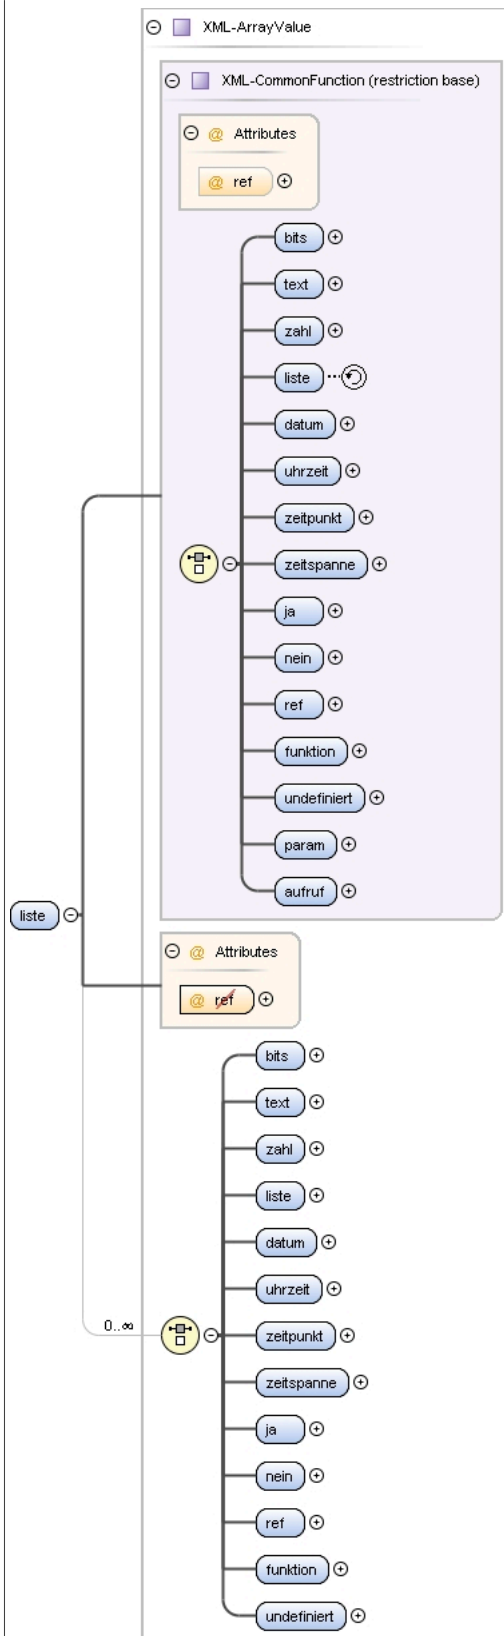 XML-ArrayValue
XML-CommonFunction (restriction base)
@ Attributes
@ ref
bits
text
zahl
liste
datum
uhrzeit
zeitpunkt
zeitspanne
ja
nein
ref
funktion
undefiniert
param
aufruf
liste
@ Attributes
@ ref
bits
text
zahl
liste
datum
uhrzeit
0..∞
zeitpunkt
zeitspanne
ja
nein
ref
funktion
undefiniert